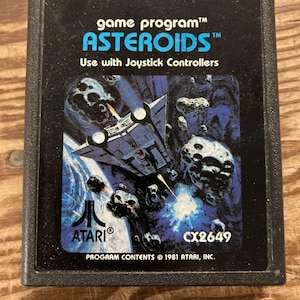 game program™
ASTEROIDS™
Use with Joystick Controllers
ATARI®
CX2649
PROGRAM CONTENTS © 1981 ATARI, INC.